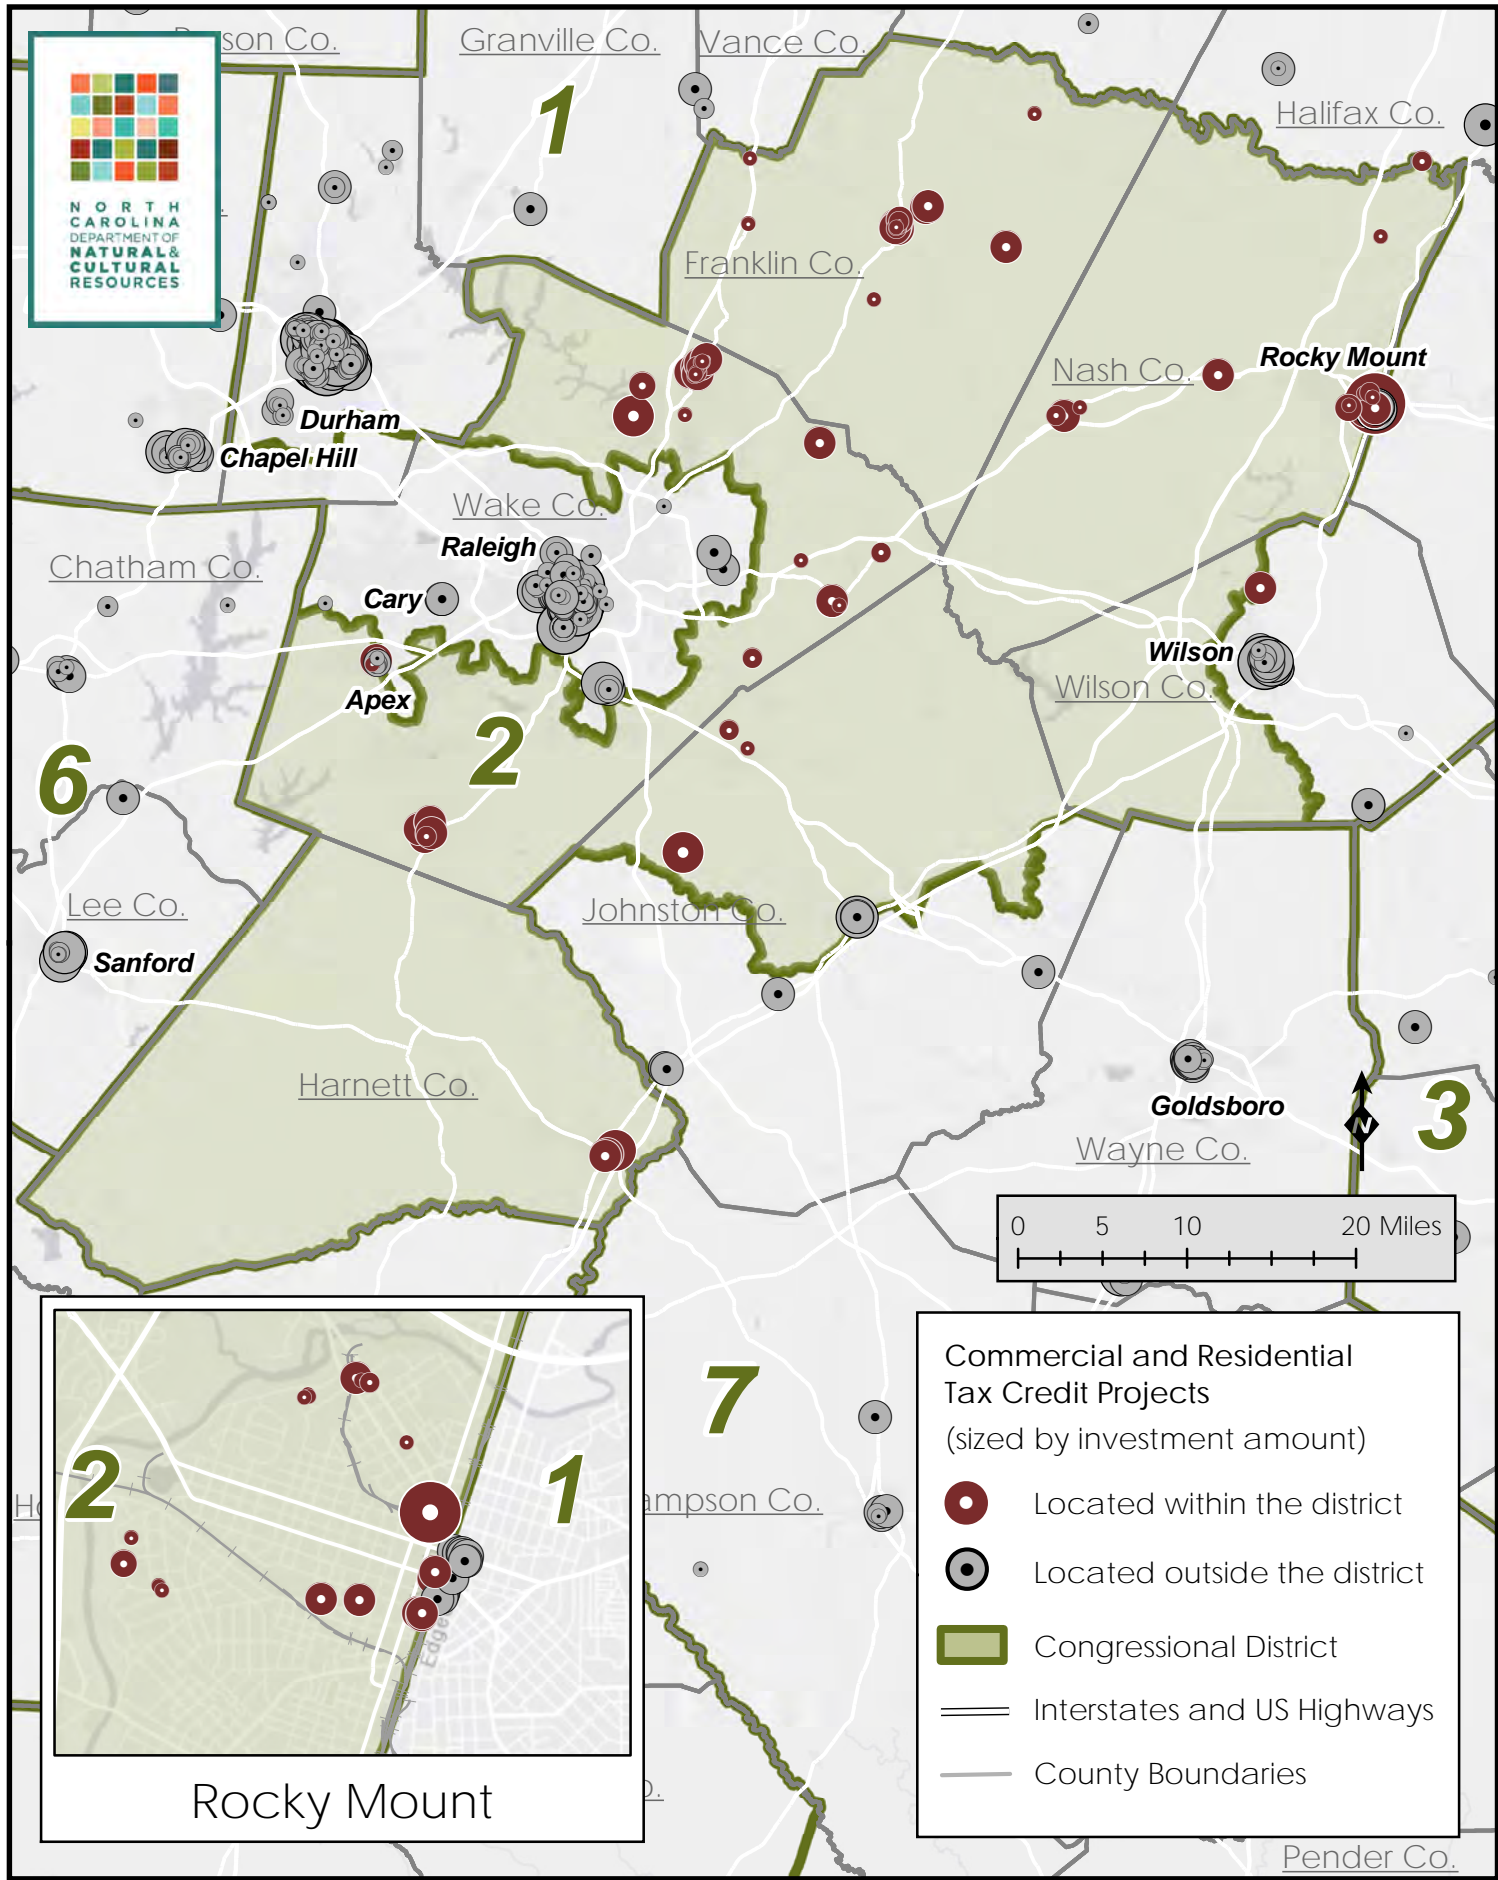 son Co.
Granville Co.
Vance Co.
Halifax Co.
1
NORTH
CAROLINA
DEPARTMENT OF
NATURAL &
CULTURAL
RESOURCES
Franklin Co.
Nash Co.
Rocky Mount
Durham
Chapel Hill
Wake Co.
Raleigh
Chatham Co.
Cary
Wilson
Wilson Co.
Apex
2
6
Lee Co.
Johnston Co.
Sanford
Harnett Co.
Goldsboro
3
N
Wayne Co.
0 5 10 20 Miles
7
ampson Co.
2
1
Edge
Rocky Mount
Commercial and Residential
Tax Credit Projects
(sized by investment amount)
Located within the district
Located outside the district
Congressional District
Interstates and US Highways
County Boundaries
Pender Co.